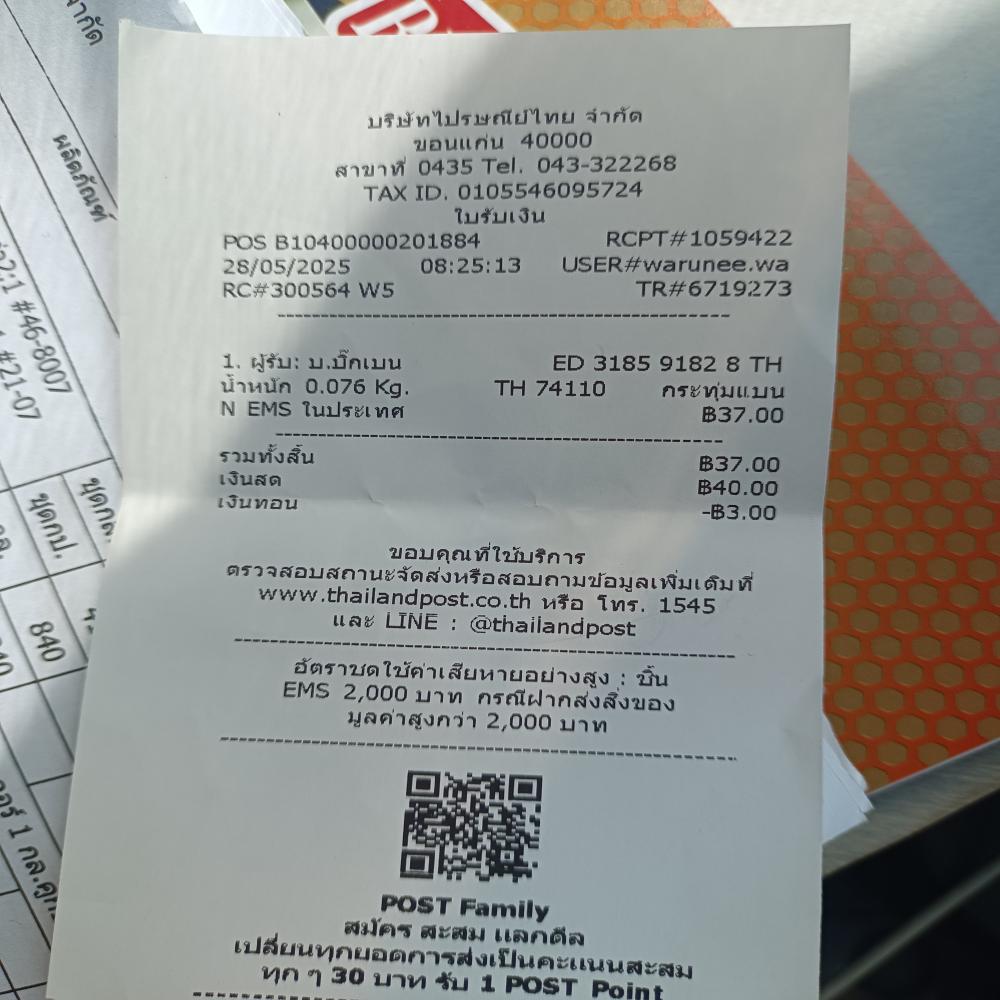 บริษัทไปรษณีย์ไทย จำกัด
ขอนแก่น 40000
สาขาที่ 0435 Tel. 043-322268
TAX ID. 0105546095724
ใบรับเงิน
POS B10400000201884 RCPT#1059422
28/05/2025 08:25:13 USER#warunee.wa
RC#300564 W5 TR#6719273
1. ผู้รับ: บ.บิ๊กเบน ED 3185 9182 8 TH
น้ำหนัก 0.076 Kg. TH 74110 กระทุ่มแบน
N EMS ในประเทศ ฿37.00
รวมทั้งสิ้น ฿37.00
เงินสด ฿40.00
เงินทอน -฿3.00
ขอบคุณที่ใช้บริการ
ตรวจสอบสถานะจัดส่งหรือสอบถามข้อมูลเพิ่มเติมที่
www.thailandpost.co.th หรือ โทร. 1545
และ LINE : @thailandpost
อัตราชดใช้ค่าเสียหายอย่างสูง : ชิ้น
EMS 2,000 บาท กรณีฝากส่งสิ่งของ
มูลค่าสูงกว่า 2,000 บาท
POST Family
สมัคร สะสม แลกดีล
เปลี่ยนทุกยอดการส่งเป็นคะแนนสะสม
ทุก ๆ 30 บาท รับ 1 POST Point
ผลิตภัณฑ์
#46-8007
#21-07
ชุดกป.
840